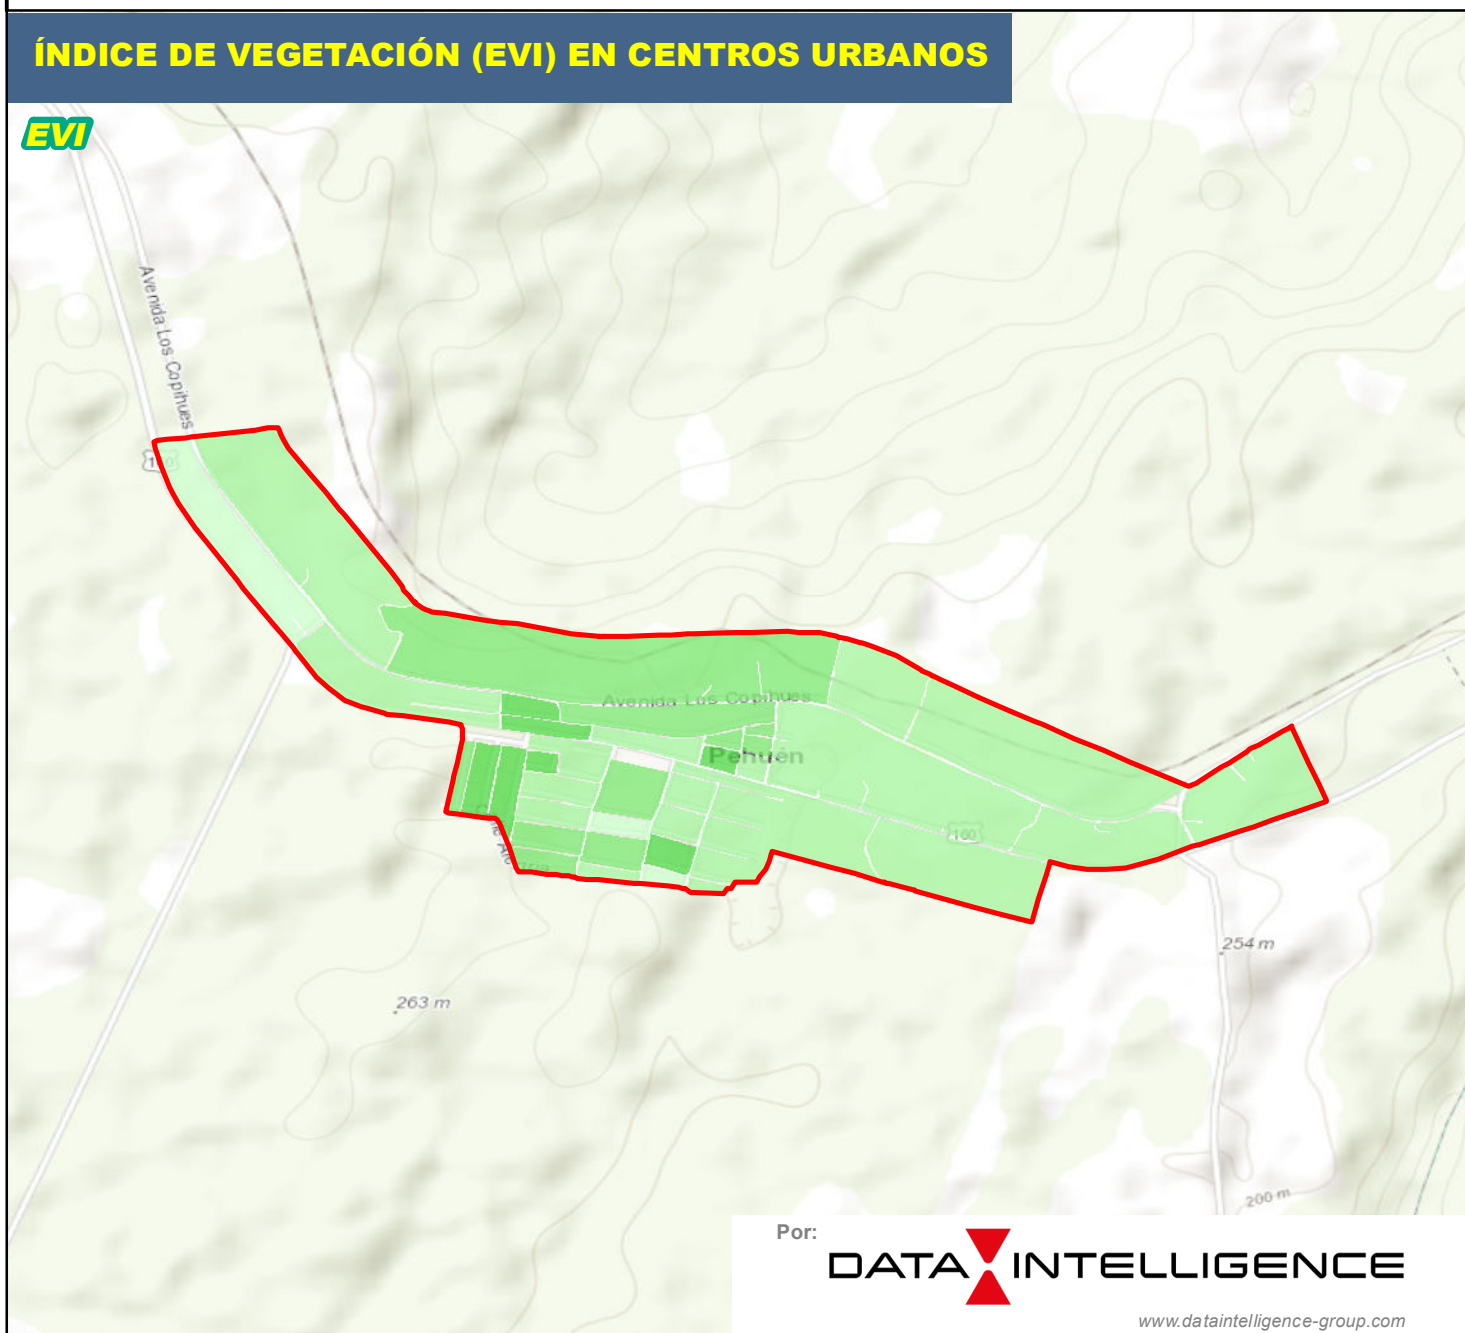 ÍNDICE DE VEGETACIÓN (EVI) EN CENTROS URBANOS
EVI
Avenida Los Copihues
Avenida Los Copihues
Pehuén
160
254 m
263 m
200 m
Por:
DATA INTELLIGENCE
www.dataintelligence-group.com